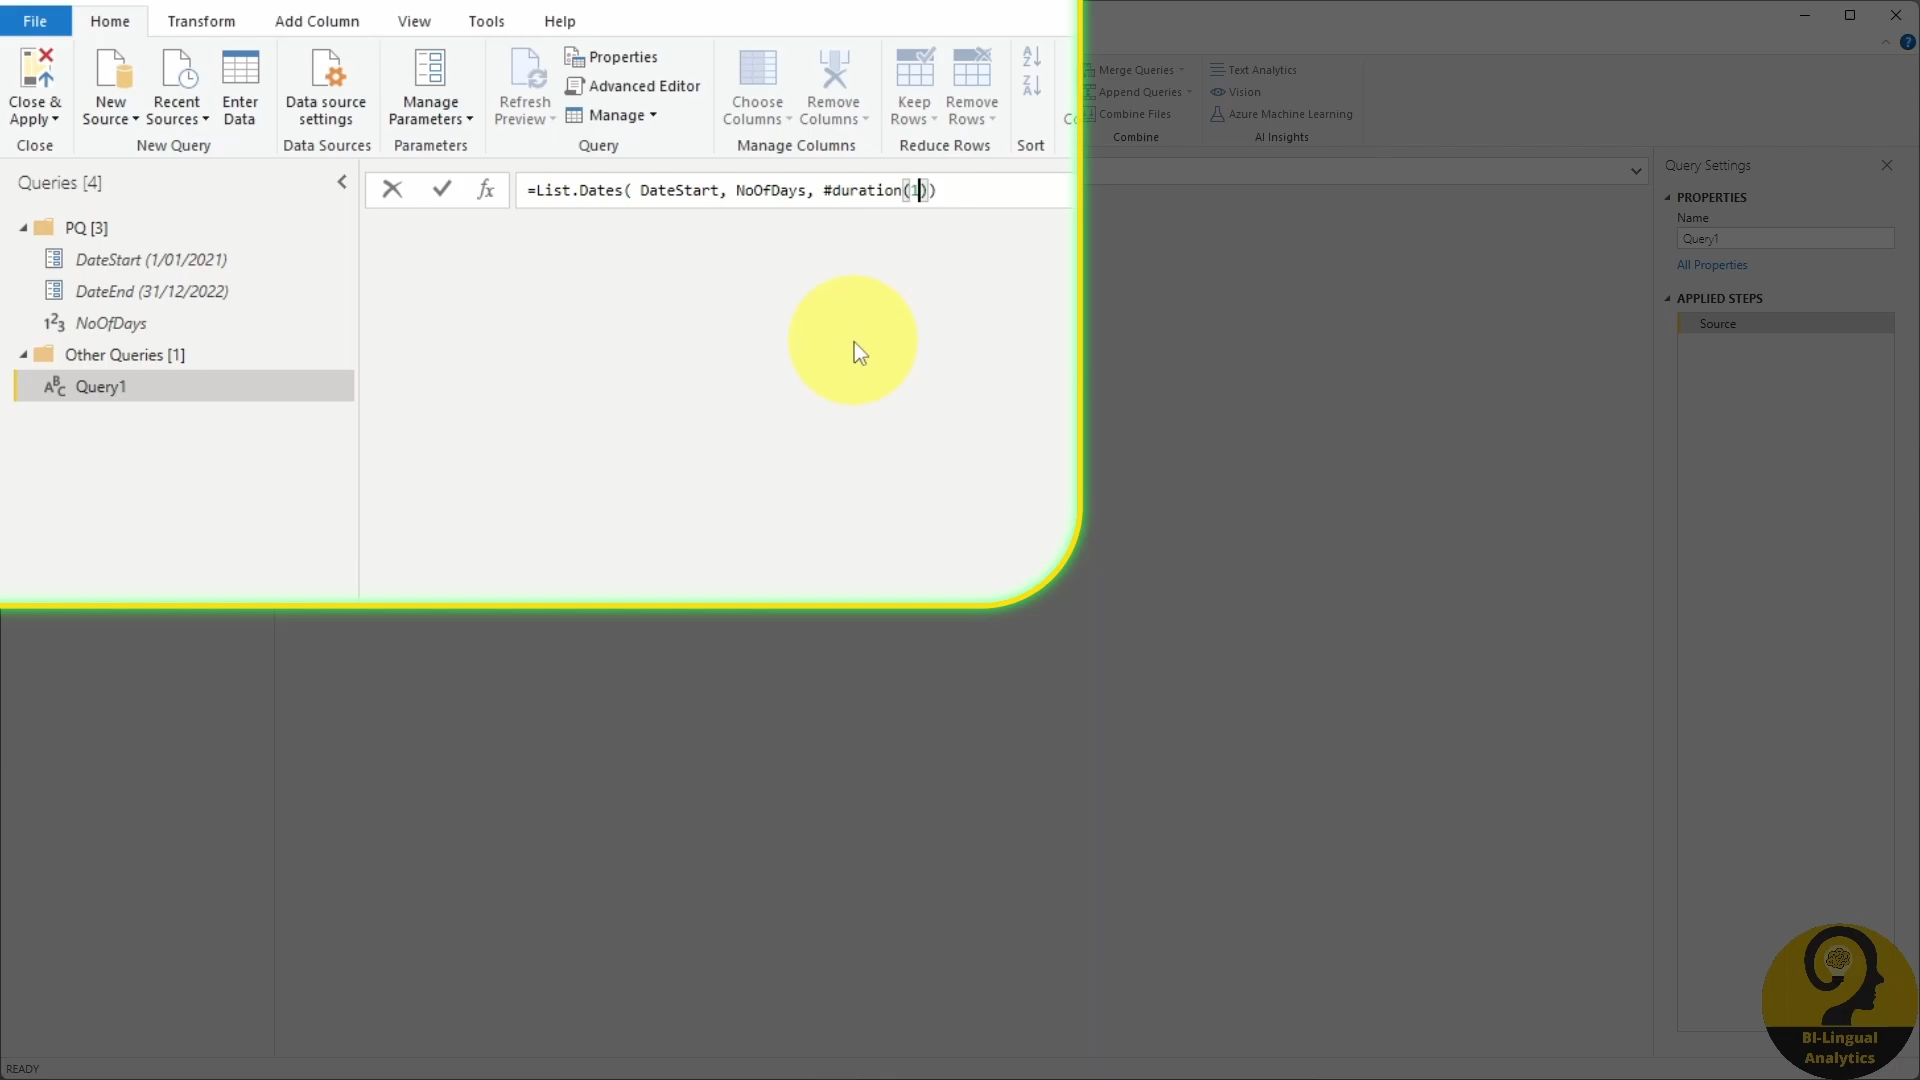 File Home Transform Add Column View Tools Help
Close & Apply
New Source
Recent Sources
Enter Data
Data source settings
Manage Parameters
Refresh Preview
Properties
Advanced Editor
Manage
Choose Columns
Remove Columns
Keep Rows
Remove Rows
Merge Queries
Append Queries
Combine Files
Text Analytics
Vision
Azure Machine Learning
Close New Query Data Sources Parameters Query Manage Columns Reduce Rows Sort Combine AI Insights
Queries [4]
fx
=List.Dates( DateStart, NoOfDays, #duration(1))
PQ [3]
DateStart (1/01/2021)
DateEnd (31/12/2022)
123 NoOfDays
Other Queries [1]
ABC Query1
Query Settings
PROPERTIES
Name
Query1
All Properties
APPLIED STEPS
Source
READY
BI-Lingual
Analytics